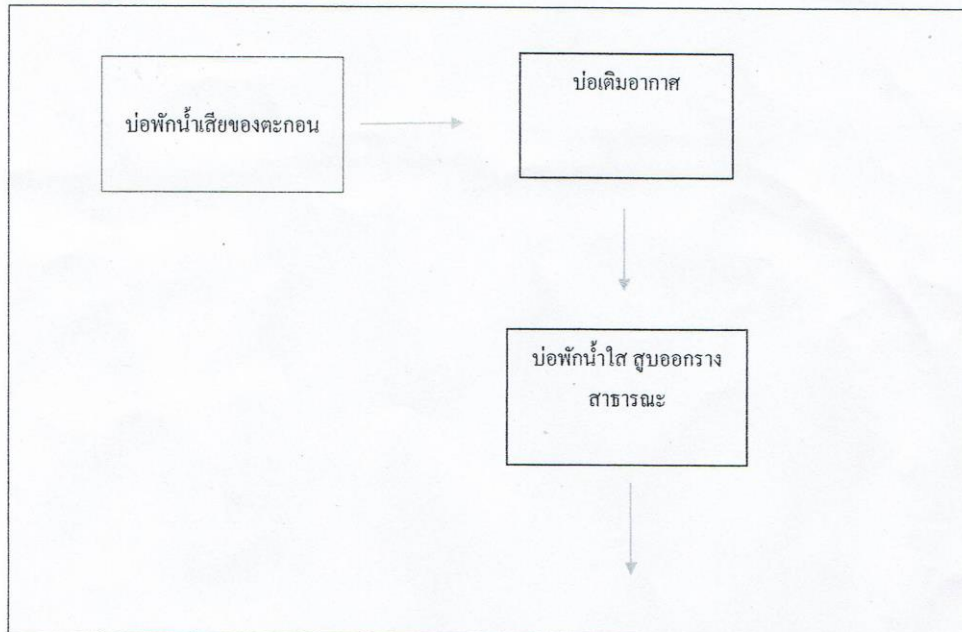 บ่อพักน้ำเสียของตะกอน
บ่อเติมอากาศ
บ่อพักน้ำใส สูบออกราง
สาธารณะ